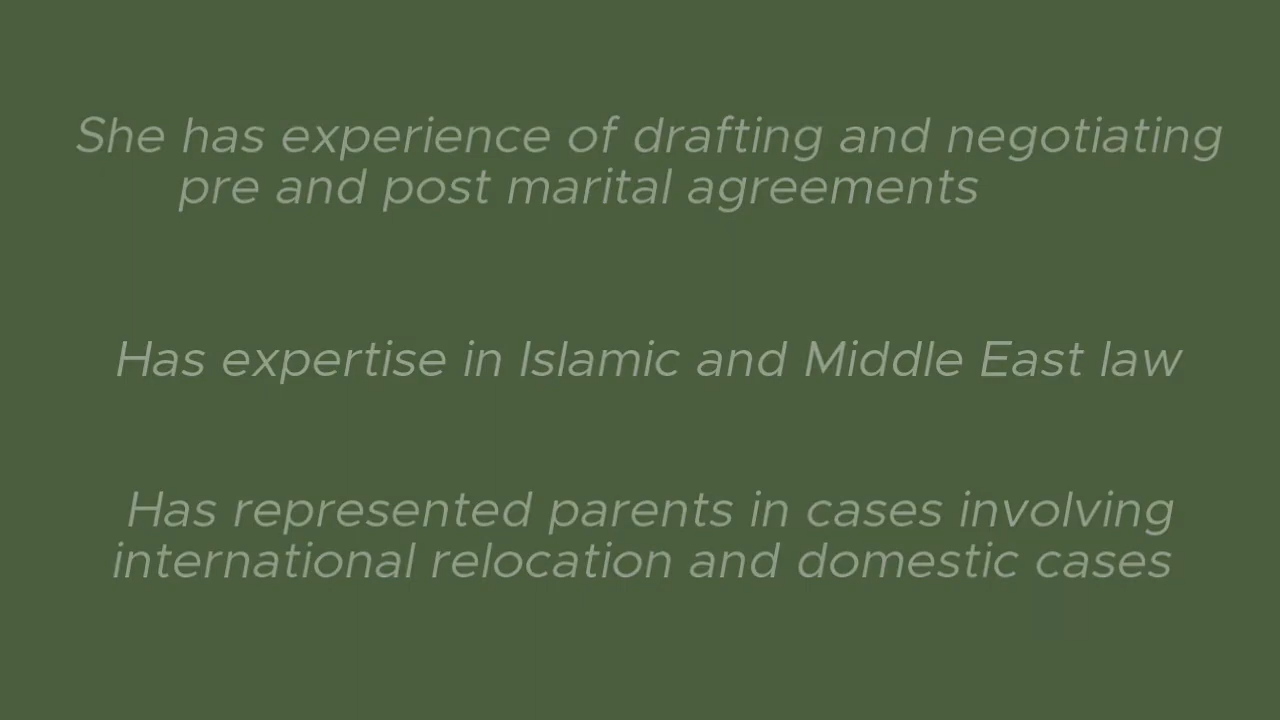 She has experience of drafting and negotiating
pre and post marital agreements
Has expertise in Islamic and Middle East law
Has represented parents in cases involving
international relocation and domestic cases